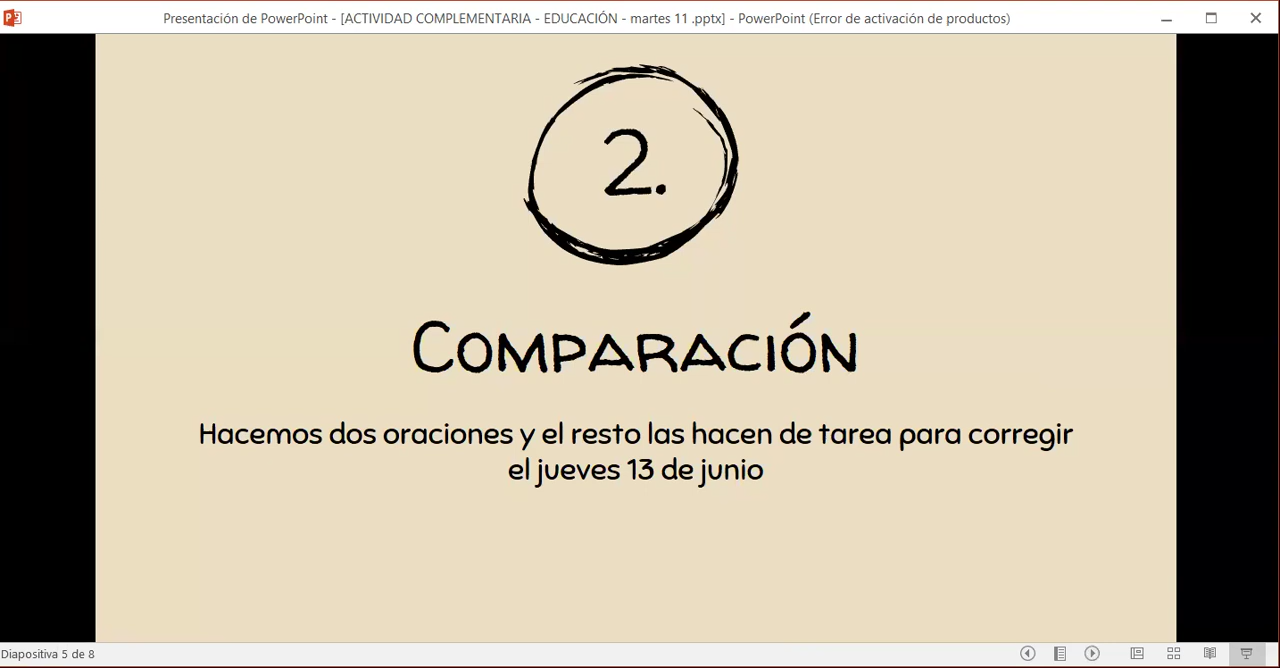 Presentación de PowerPoint - [ACTIVIDAD COMPLEMENTARIA - EDUCACIÓN - martes 11 .pptx] - PowerPoint (Error de activación de productos)
2.
COMPARACIÓN
Hacemos dos oraciones y el resto las hacen de tarea para corregir
el jueves 13 de junio
Diapositiva 5 de 8